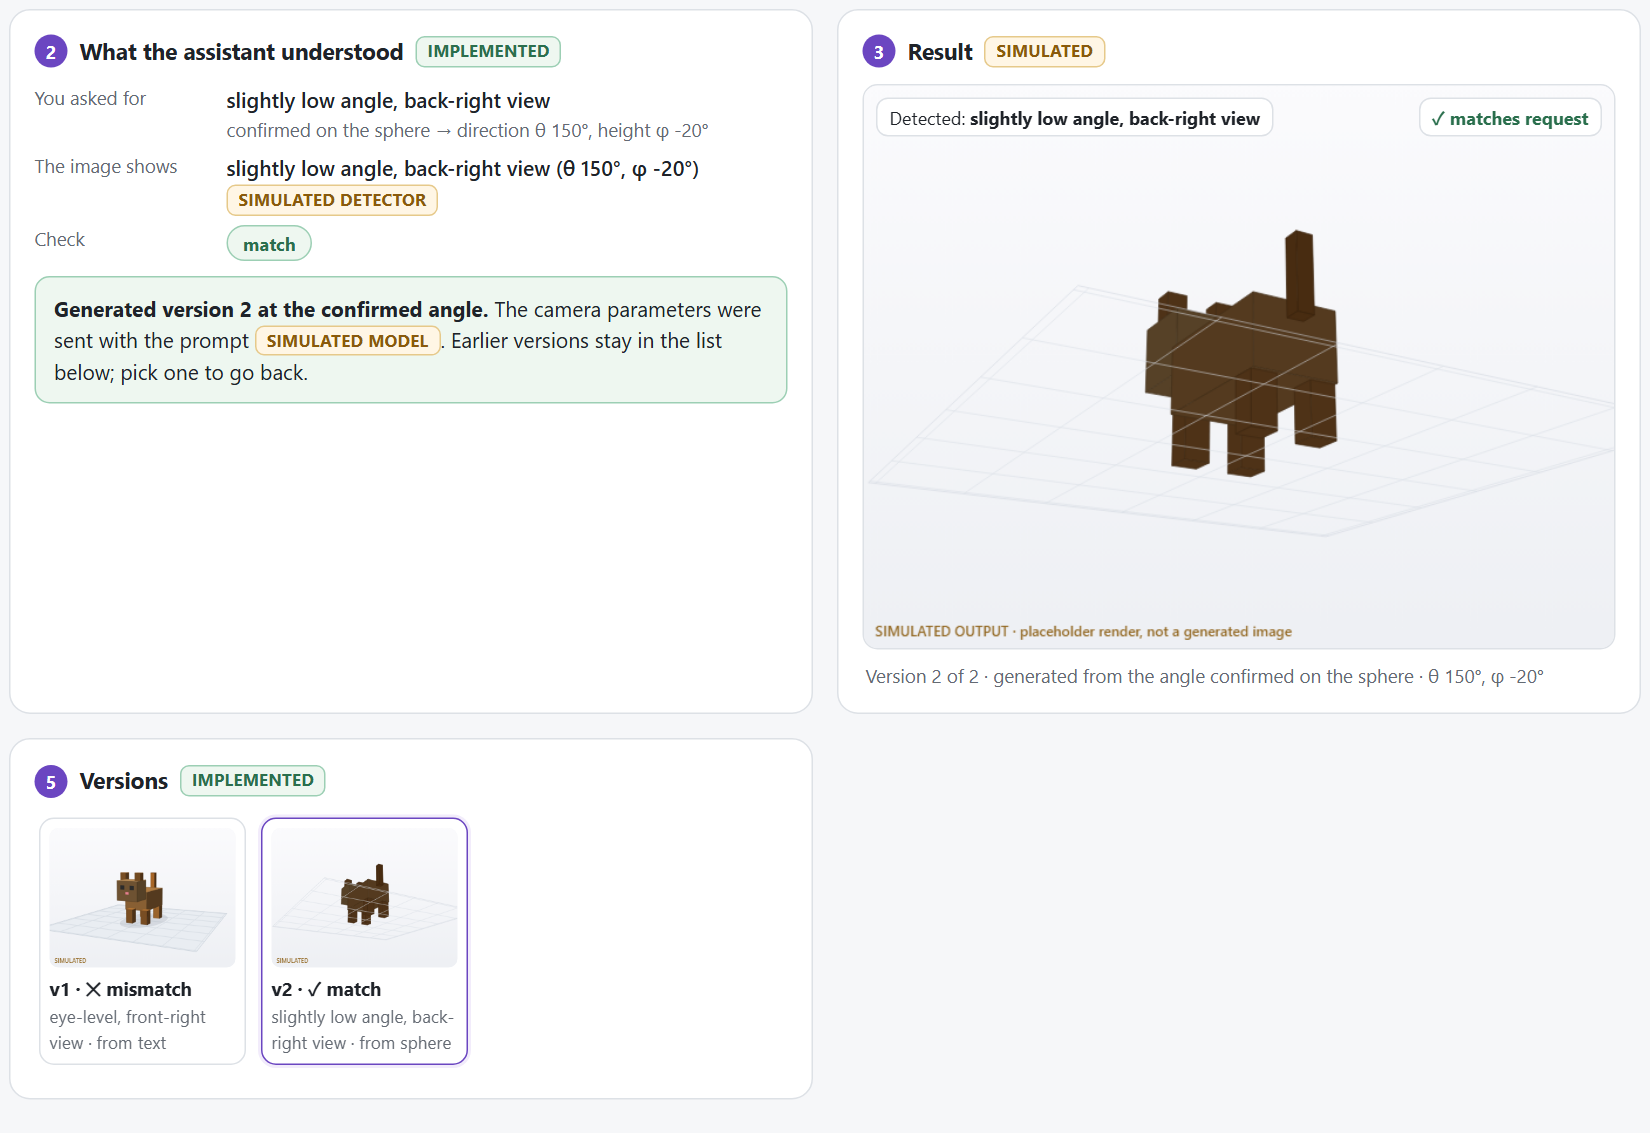 2 What the assistant understood IMPLEMENTED
You asked for slightly low angle, back-right view
confirmed on the sphere → direction θ 150°, height φ -20°
The image shows slightly low angle, back-right view (θ 150°, φ -20°)
SIMULATED DETECTOR
Check match
Generated version 2 at the confirmed angle. The camera parameters were
sent with the prompt SIMULATED MODEL. Earlier versions stay in the list
below; pick one to go back.
3 Result SIMULATED
Detected: slightly low angle, back-right view ✓ matches request
SIMULATED OUTPUT · placeholder render, not a generated image
Version 2 of 2 · generated from the angle confirmed on the sphere · θ 150°, φ -20°
5 Versions IMPLEMENTED
SIMULATED
v1 · ✕ mismatch
eye-level, front-right
view · from text
SIMULATED
v2 · ✓ match
slightly low angle, back-
right view · from sphere